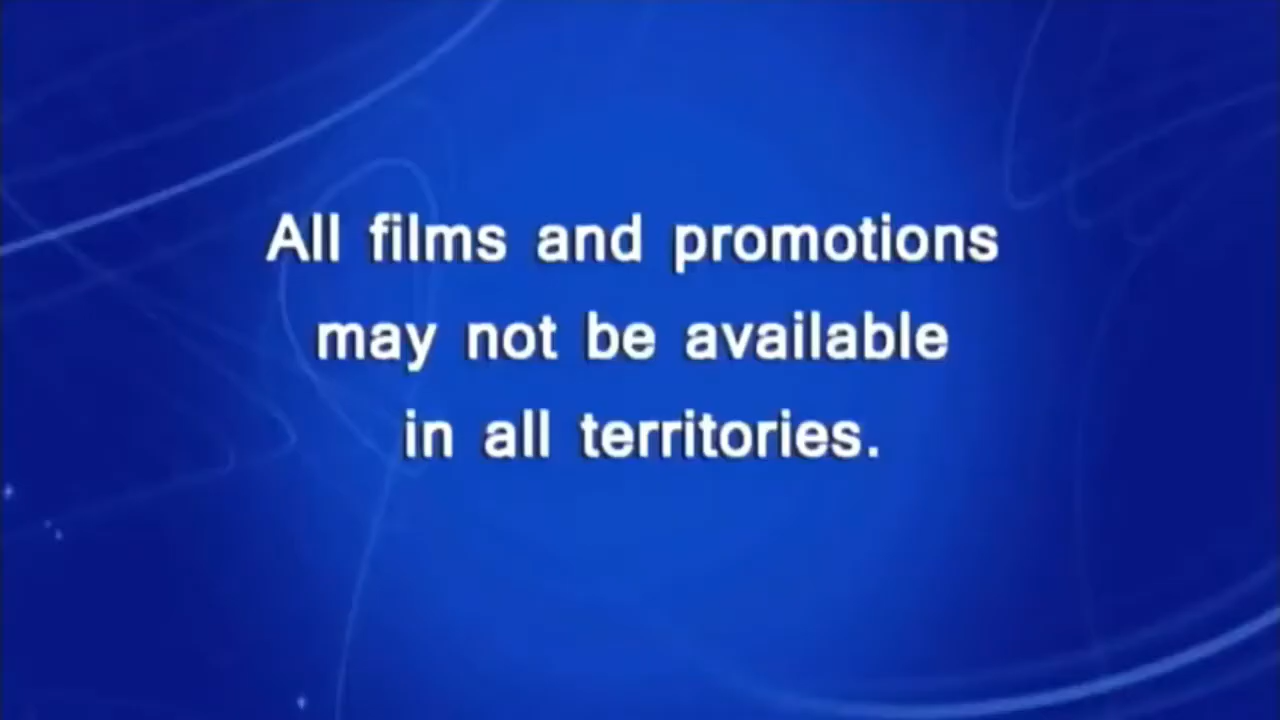 All films and promotions
may not be available
in all territories.